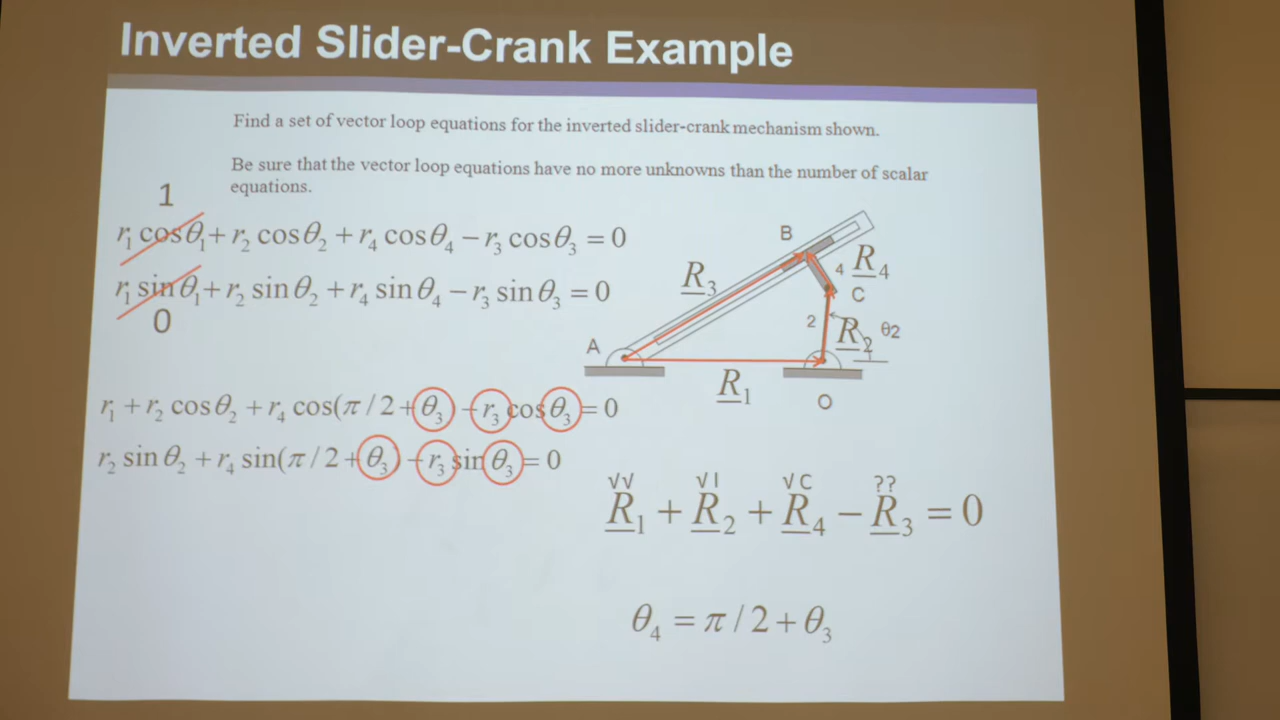 Inverted Slider-Crank Example
Find a set of vector loop equations for the inverted slider-crank mechanism shown.
Be sure that the vector loop equations have no more unknowns than the number of scalar
equations.
1
r₁ cosθ₁ + r₂ cosθ₂ + r₄ cosθ₄ − r₃ cosθ₃ = 0
r₁ sinθ₁ + r₂ sinθ₂ + r₄ sinθ₄ − r₃ sinθ₃ = 0
0
B
R₃
4 R₄
C
2 R₂ θ2
A
R₁
O
r₁ + r₂ cosθ₂ + r₄ cos(π / 2 + θ₃) − r₃ cosθ₃ = 0
r₂ sinθ₂ + r₄ sin(π / 2 + θ₃) − r₃ sinθ₃ = 0
√√ √I √C ??
R₁ + R₂ + R₄ − R₃ = 0
θ₄ = π / 2 + θ₃